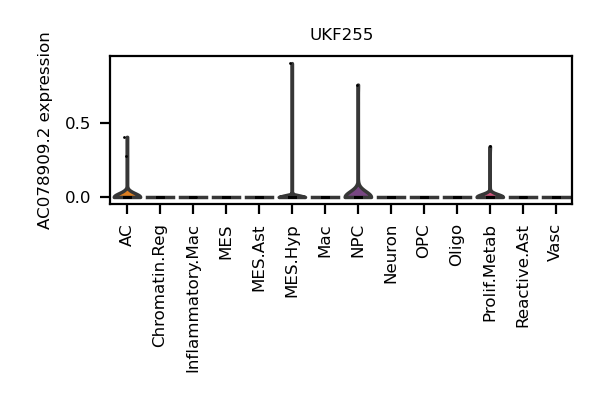 UKF255
AC078909.2 expression
0.5
0.0
AC
Chromatin.Reg
Inflammatory.Mac
MES
MES.Ast
MES.Hyp
Mac
NPC
Neuron
OPC
Oligo
Prolif.Metab
Reactive.Ast
Vasc